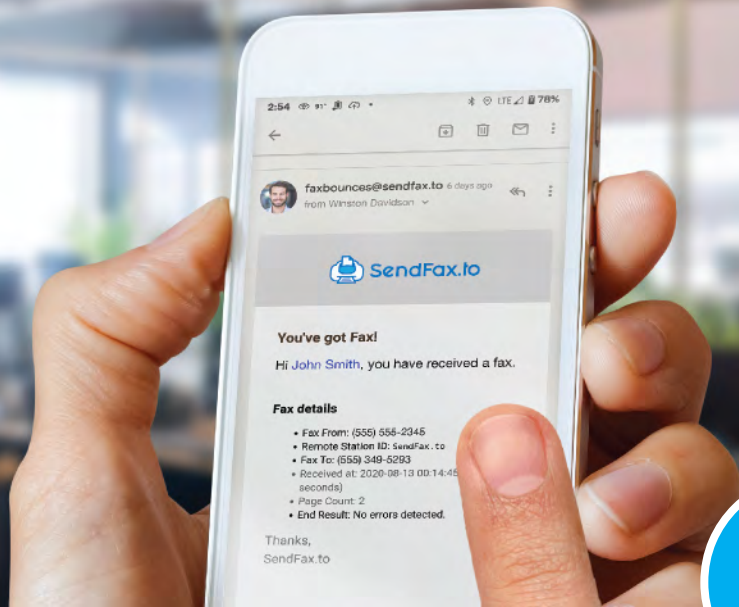 2:54 91° LTE 78%
faxbounces@sendfax.to 6 days ago
from Winston Davidson
SendFax.to
You've got Fax!
Hi John Smith, you have received a fax.
Fax details
• Fax From: (555) 555-2345
• Remote Station ID: SendFax.to
• Fax To: (555) 349-5293
• Received at: 2020-08-13 00:14:45
seconds)
• Page Count: 2
• End Result: No errors detected.
Thanks,
SendFax.to